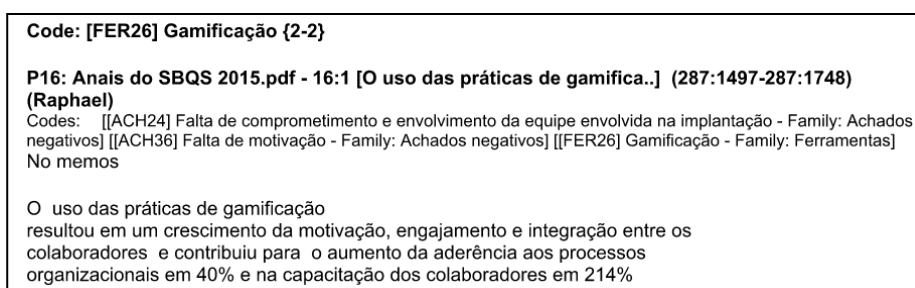 Code: [FER26] Gamificação {2-2}
P16: Anais do SBQS 2015.pdf - 16:1 [O uso das práticas de gamifica..] (287:1497-287:1748)
(Raphael)
Codes: [[ACH24] Falta de comprometimento e envolvimento da equipe envolvida na implantação - Family: Achados
negativos] [[ACH36] Falta de motivação - Family: Achados negativos] [[FER26] Gamificação - Family: Ferramentas]
No memos
O uso das práticas de gamificação
resultou em um crescimento da motivação, engajamento e integração entre os
colaboradores e contribuiu para o aumento da aderência aos processos
organizacionais em 40% e na capacitação dos colaboradores em 214%